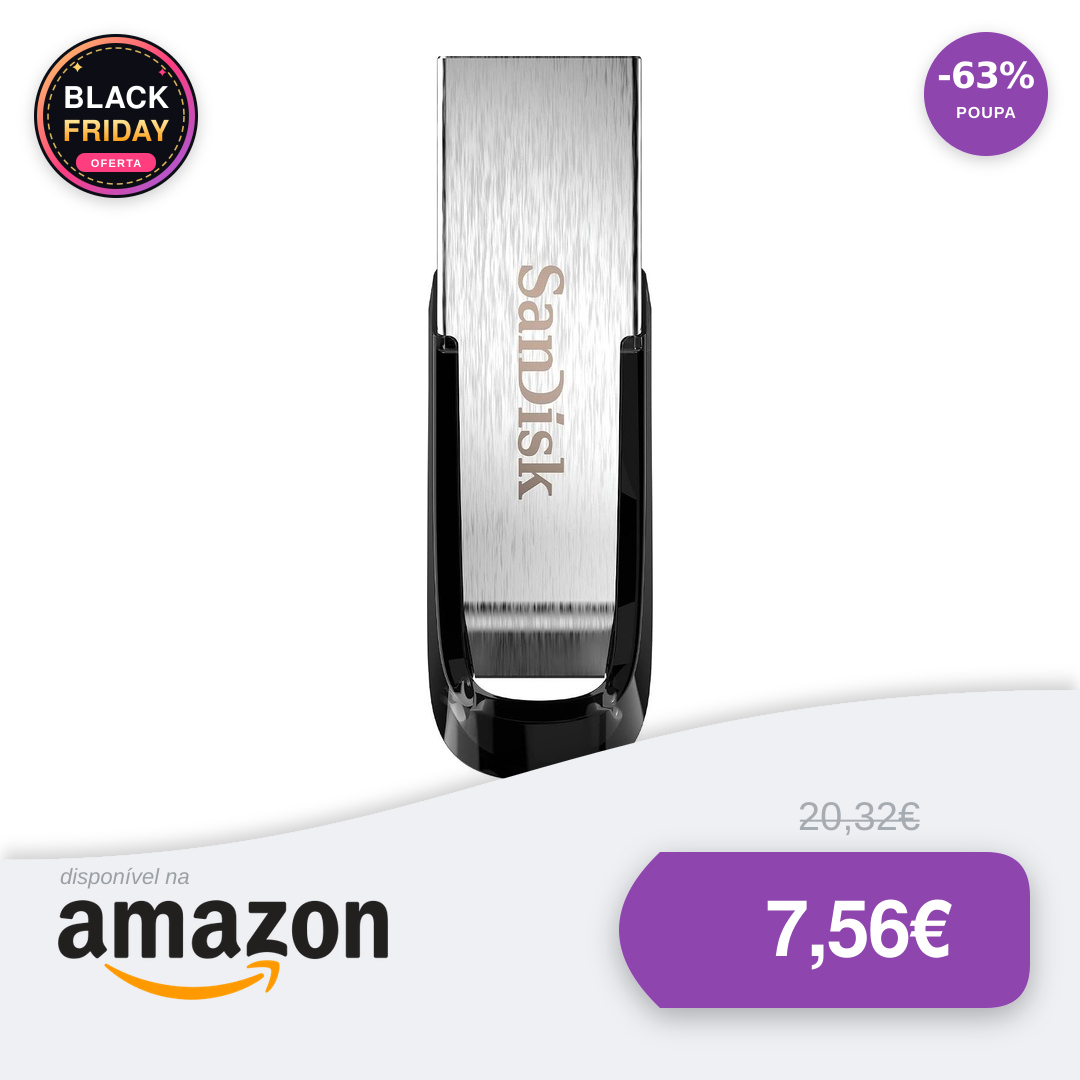 BLACK
FRIDAY
OFERTA
-63%
POUPA
SanDisk
20,32€
disponível na
amazon
7,56€